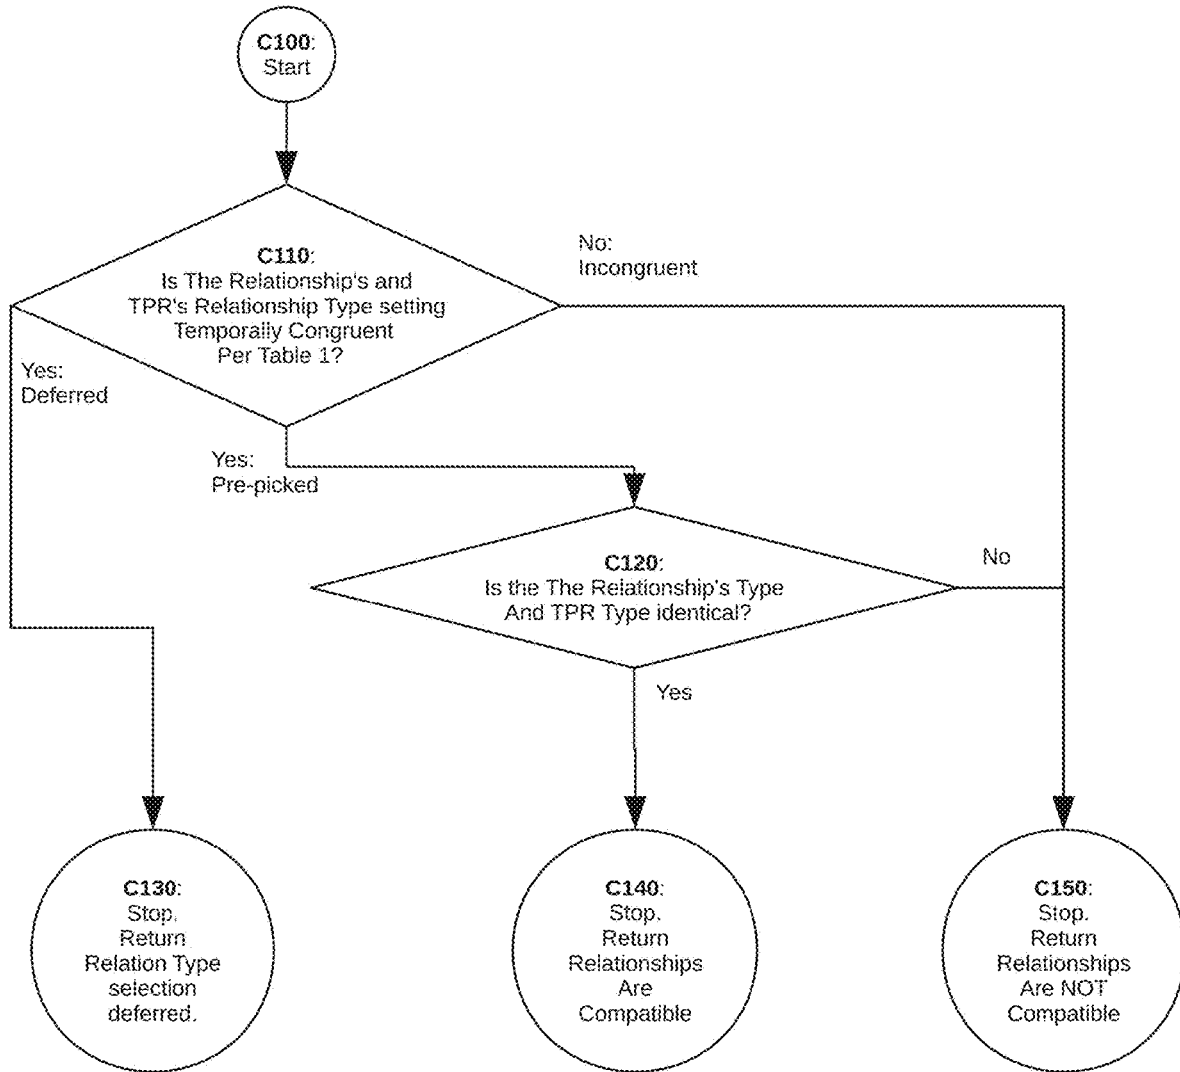 C100:
Start
C110:
Is The Relationship's and
TPR's Relationship Type setting
Temporally Congruent
Per Table 1?
No:
Incongruent
Yes:
Deferred
Yes:
Pre-picked
C120:
Is the The Relationship's Type
And TPR Type identical?
No
Yes
C130:
Stop.
Return
Relation Type
selection
deferred.
C140:
Stop.
Return
Relationships
Are
Compatible
C150:
Stop.
Return
Relationships
Are NOT
Compatible